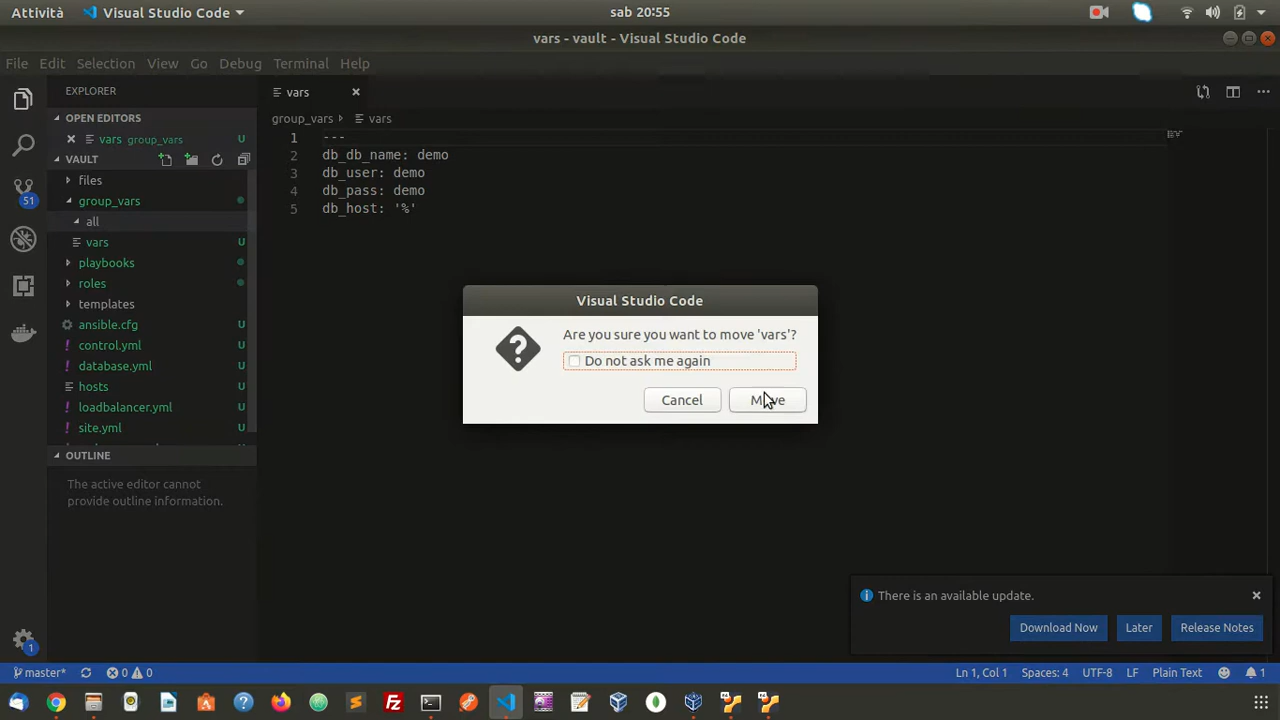 Attività
Visual Studio Code
sab 20:55
vars - vault - Visual Studio Code
File Edit Selection View Go Debug Terminal Help
EXPLORER
OPEN EDITORS
vars group_vars U
VAULT
files
group_vars
all
vars U
playbooks
roles
templates
ansible.cfg U
control.yml U
database.yml U
hosts U
loadbalancer.yml U
site.yml U
OUTLINE
The active editor cannot
provide outline information.
51
1
vars
group_vars
vars
1 ---
2 db_db_name: demo
3 db_user: demo
4 db_pass: demo
5 db_host: '%'
Visual Studio Code
Are you sure you want to move 'vars'?
Do not ask me again
Cancel
Move
There is an available update.
Download Now
Later
Release Notes
master*
0
0
Ln 1, Col 1
Spaces: 4
UTF-8
LF
Plain Text
1